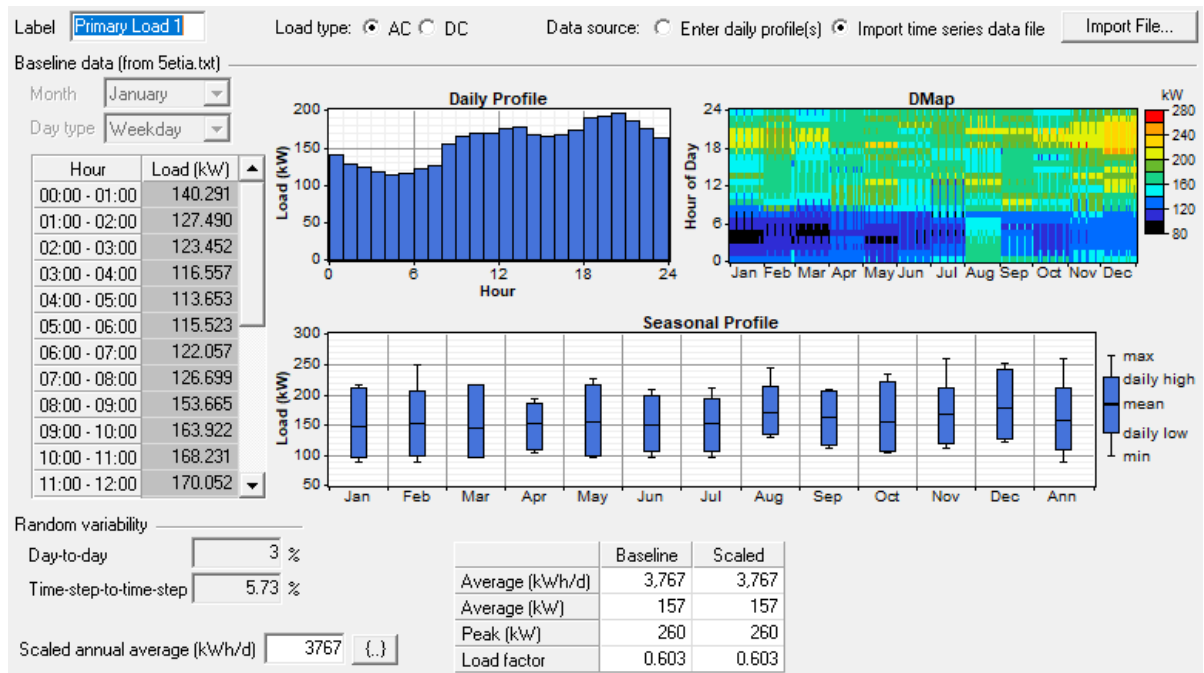 Label Primary Load 1 Load type: AC DC Data source: Enter daily profile(s) Import time series data file Import File...
Baseline data (from 5etia.txt)
Month January
Day type Weekday
Hour Load (kW)
00:00 - 01:00 140.291
01:00 - 02:00 127.490
02:00 - 03:00 123.452
03:00 - 04:00 116.557
04:00 - 05:00 113.653
05:00 - 06:00 115.523
06:00 - 07:00 122.057
07:00 - 08:00 126.699
08:00 - 09:00 153.665
09:00 - 10:00 163.922
10:00 - 11:00 168.231
11:00 - 12:00 170.052
Daily Profile
Load (kW)
200
150
100
50
0
0 6 12 18 24
Hour
DMap
Hour of Day
24
18
12
6
0
Jan Feb Mar Apr May Jun Jul Aug Sep Oct Nov Dec
kW
280
240
200
160
120
80
Seasonal Profile
Load (kW)
300
250
200
150
100
50
Jan Feb Mar Apr May Jun Jul Aug Sep Oct Nov Dec Ann
max
daily high
mean
daily low
min
Random variability
Day-to-day 3 %
Time-step-to-time-step 5.73 %
Scaled annual average (kWh/d) 3767 {..}
Baseline Scaled
Average (kWh/d) 3,767 3,767
Average (kW) 157 157
Peak (kW) 260 260
Load factor 0.603 0.603